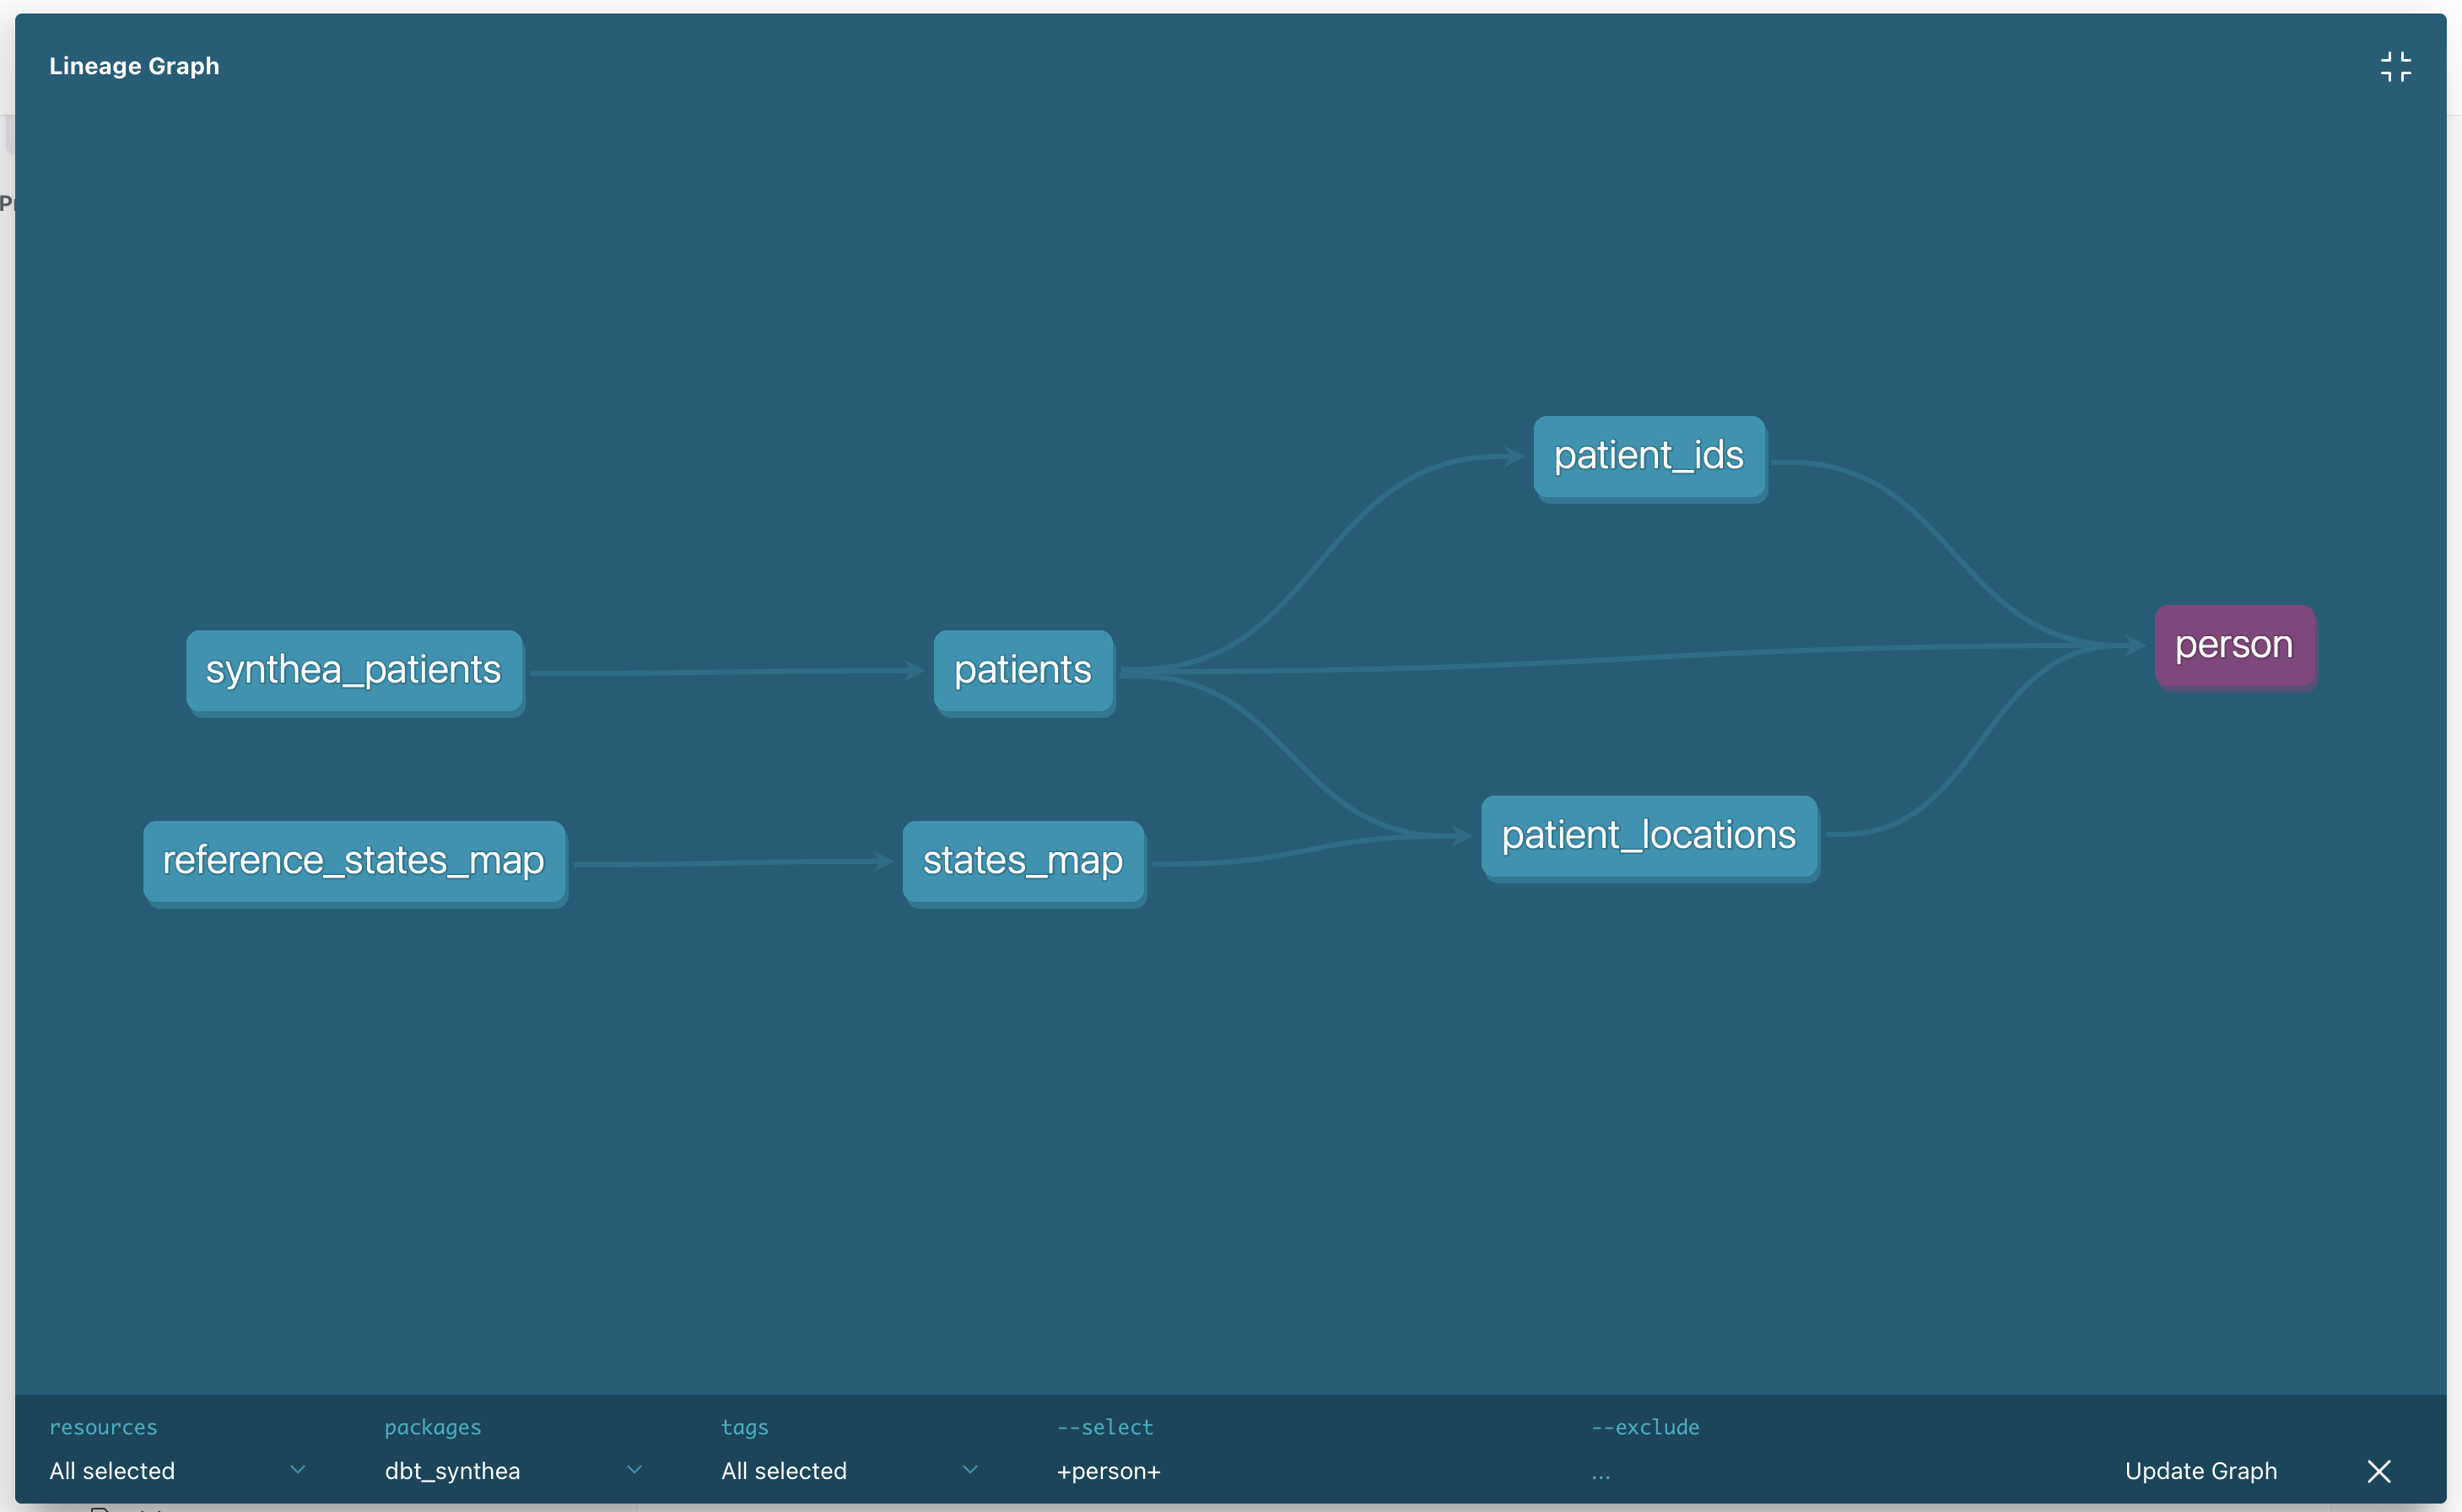 Lineage Graph
patient_ids
synthea_patients
patients
person
reference_states_map
states_map
patient_locations
resources
packages
tags
--select
--exclude
All selected
dbt_synthea
All selected
+person+
...
Update Graph